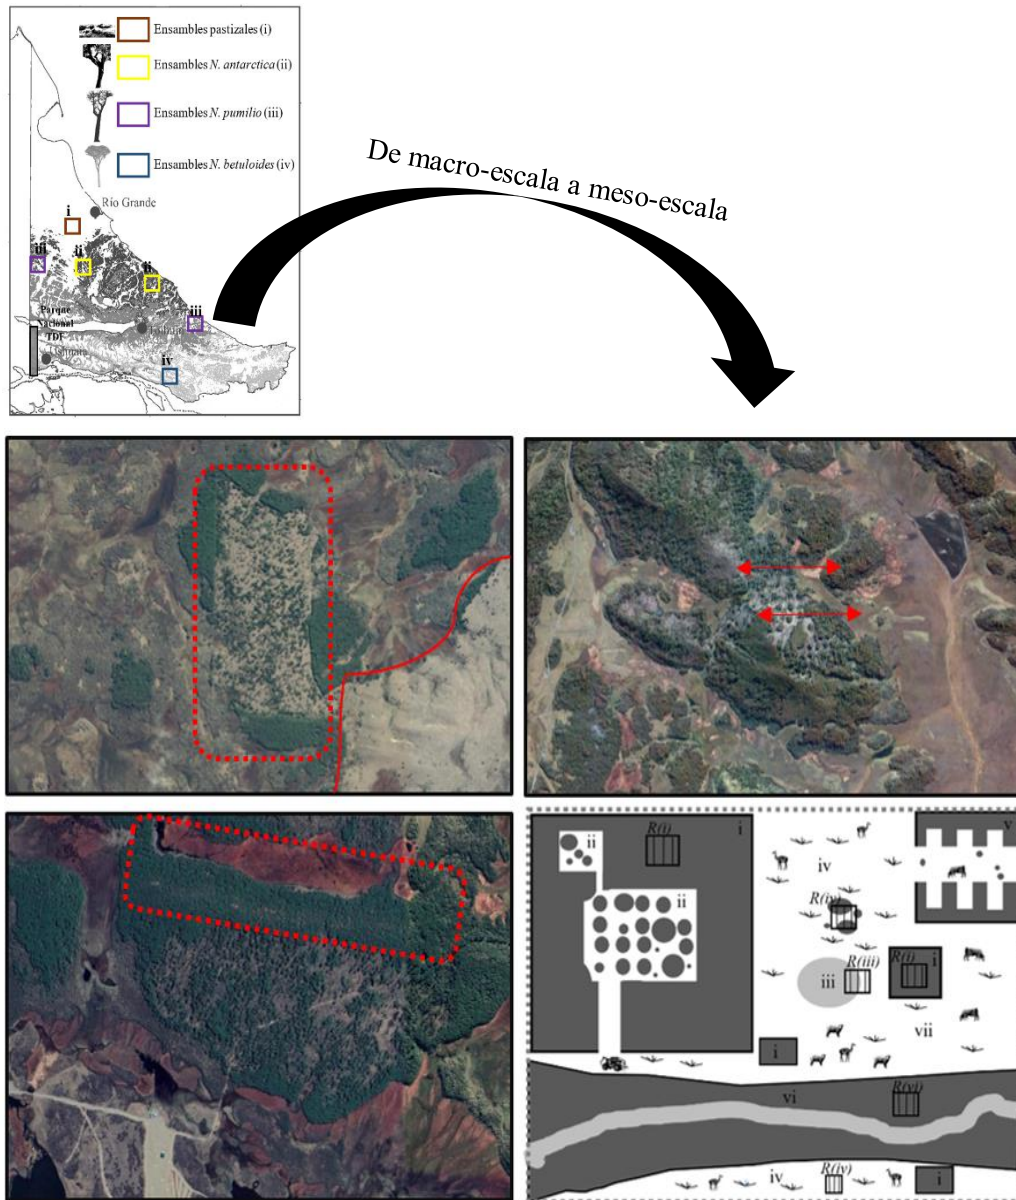 Ensambles pastizales (i)
Ensambles N. antarctica (ii)
Ensambles N. pumilio (iii)
Ensambles N. betuloides (iv)
De macro-escala a meso-escala
Río Grande
i
iii
ii
ii
Parque
Nacional
TDF
iii
iv
R(i)
i
ii
ii
iv
v
R(iv)
R(iii)
iii
R(i)
i
vii
i
vi
R(vi)
iv
R(iv)
i